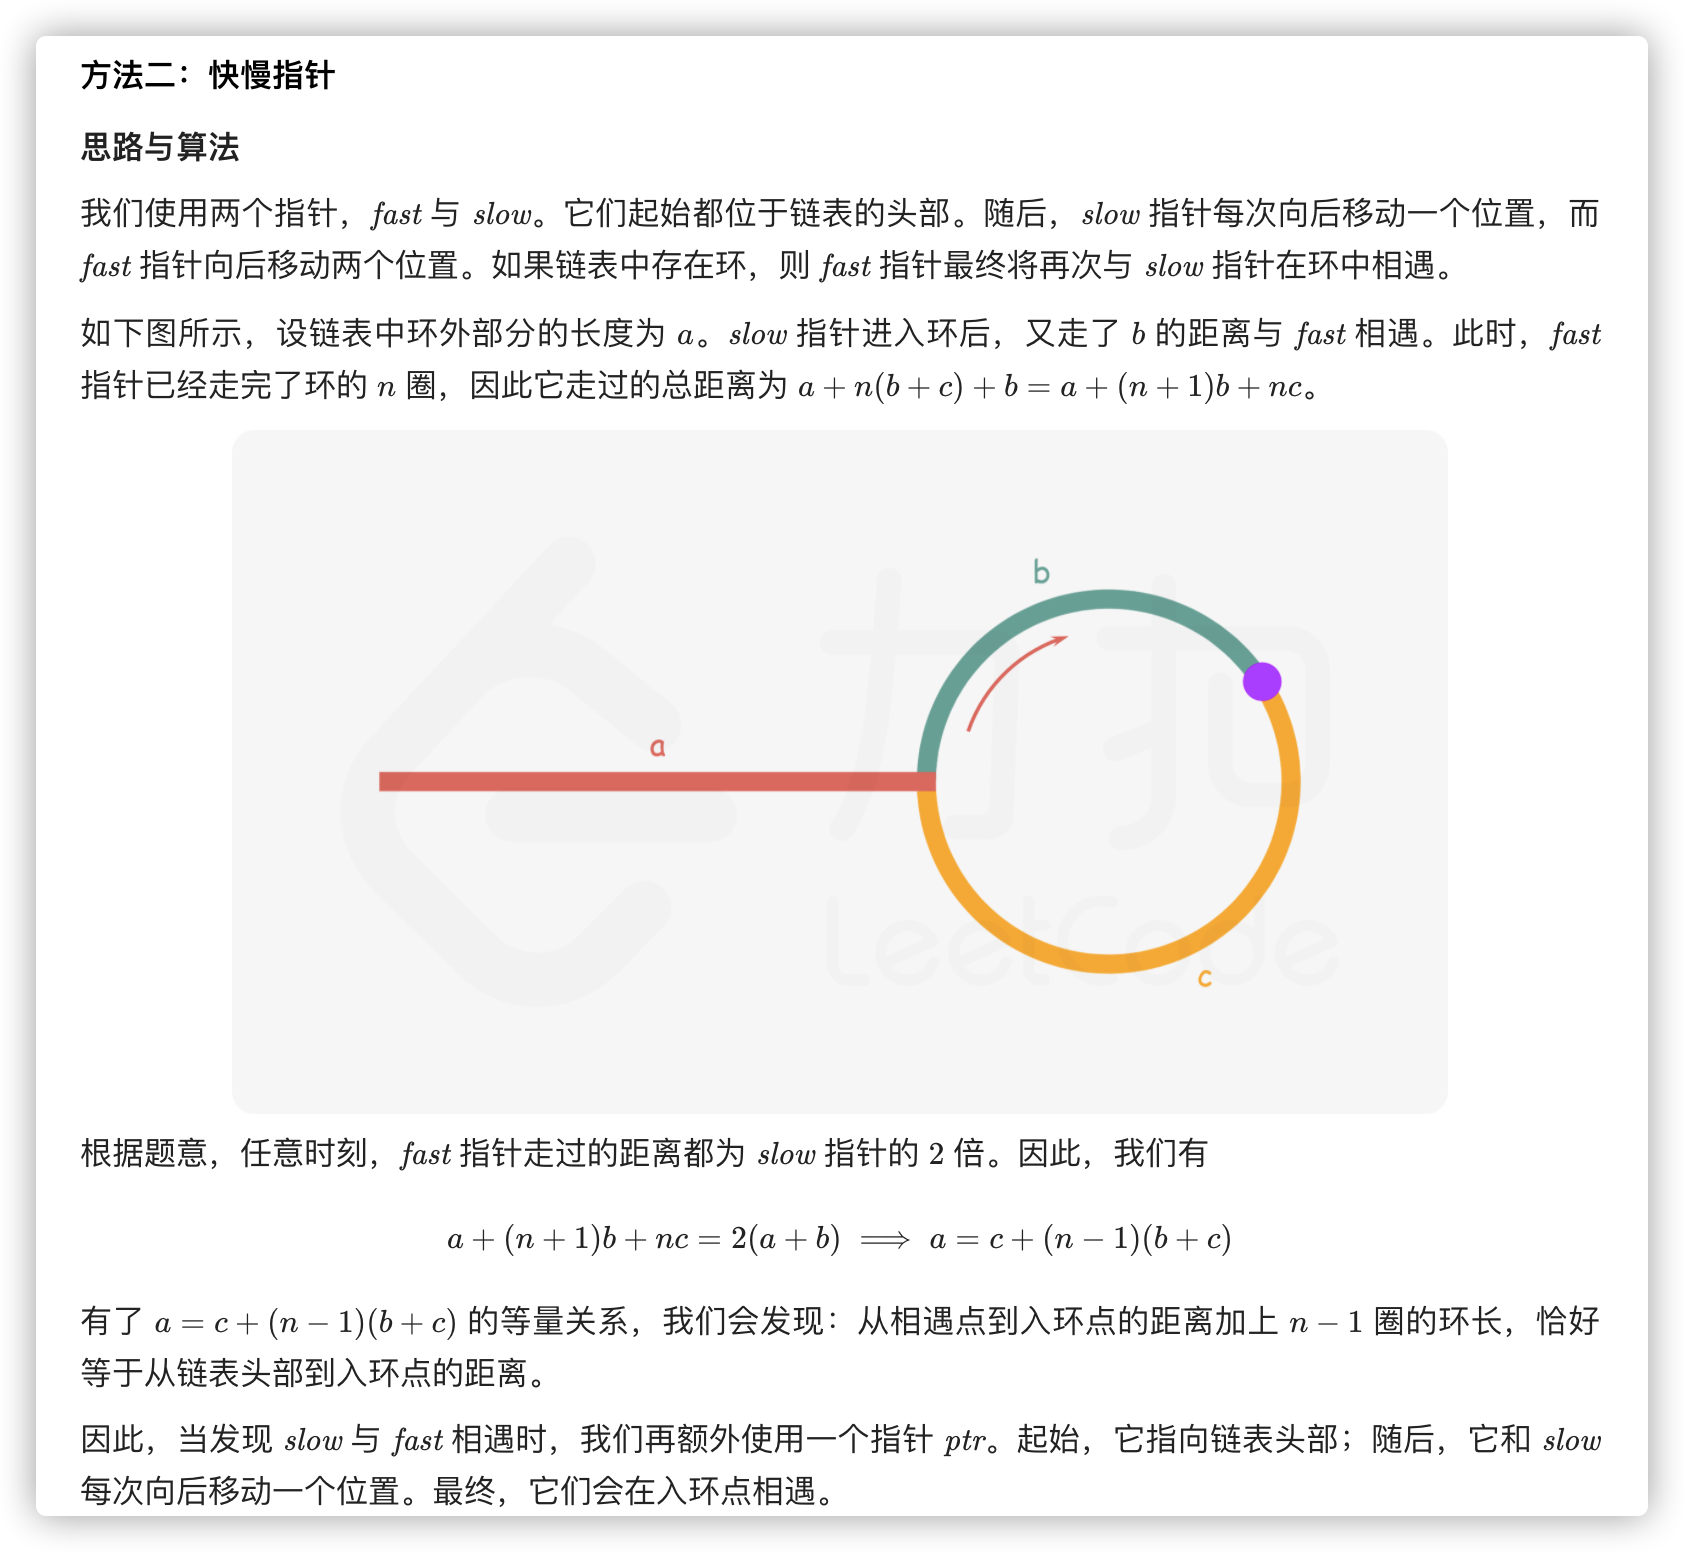 方法二：快慢指针
思路与算法
我们使用两个指针，fast 与 slow。它们起始都位于链表的头部。随后，slow 指针每次向后移动一个位置，而
fast 指针向后移动两个位置。如果链表中存在环，则 fast 指针最终将再次与 slow 指针在环中相遇。
如下图所示，设链表中环外部分的长度为 a。slow 指针进入环后，又走了 b 的距离与 fast 相遇。此时，fast
指针已经走完了环的 n 圈，因此它走过的总距离为 a + n(b + c) + b = a + (n + 1)b + nc。
b
a
力扣
LeetCode
c
根据题意，任意时刻，fast 指针走过的距离都为 slow 指针的 2 倍。因此，我们有
a + (n + 1)b + nc = 2(a + b) ⟹ a = c + (n − 1)(b + c)
有了 a = c + (n − 1)(b + c) 的等量关系，我们会发现：从相遇点到入环点的距离加上 n − 1 圈的环长，恰好
等于从链表头部到入环点的距离。
因此，当发现 slow 与 fast 相遇时，我们再额外使用一个指针 ptr。起始，它指向链表头部；随后，它和 slow
每次向后移动一个位置。最终，它们会在入环点相遇。